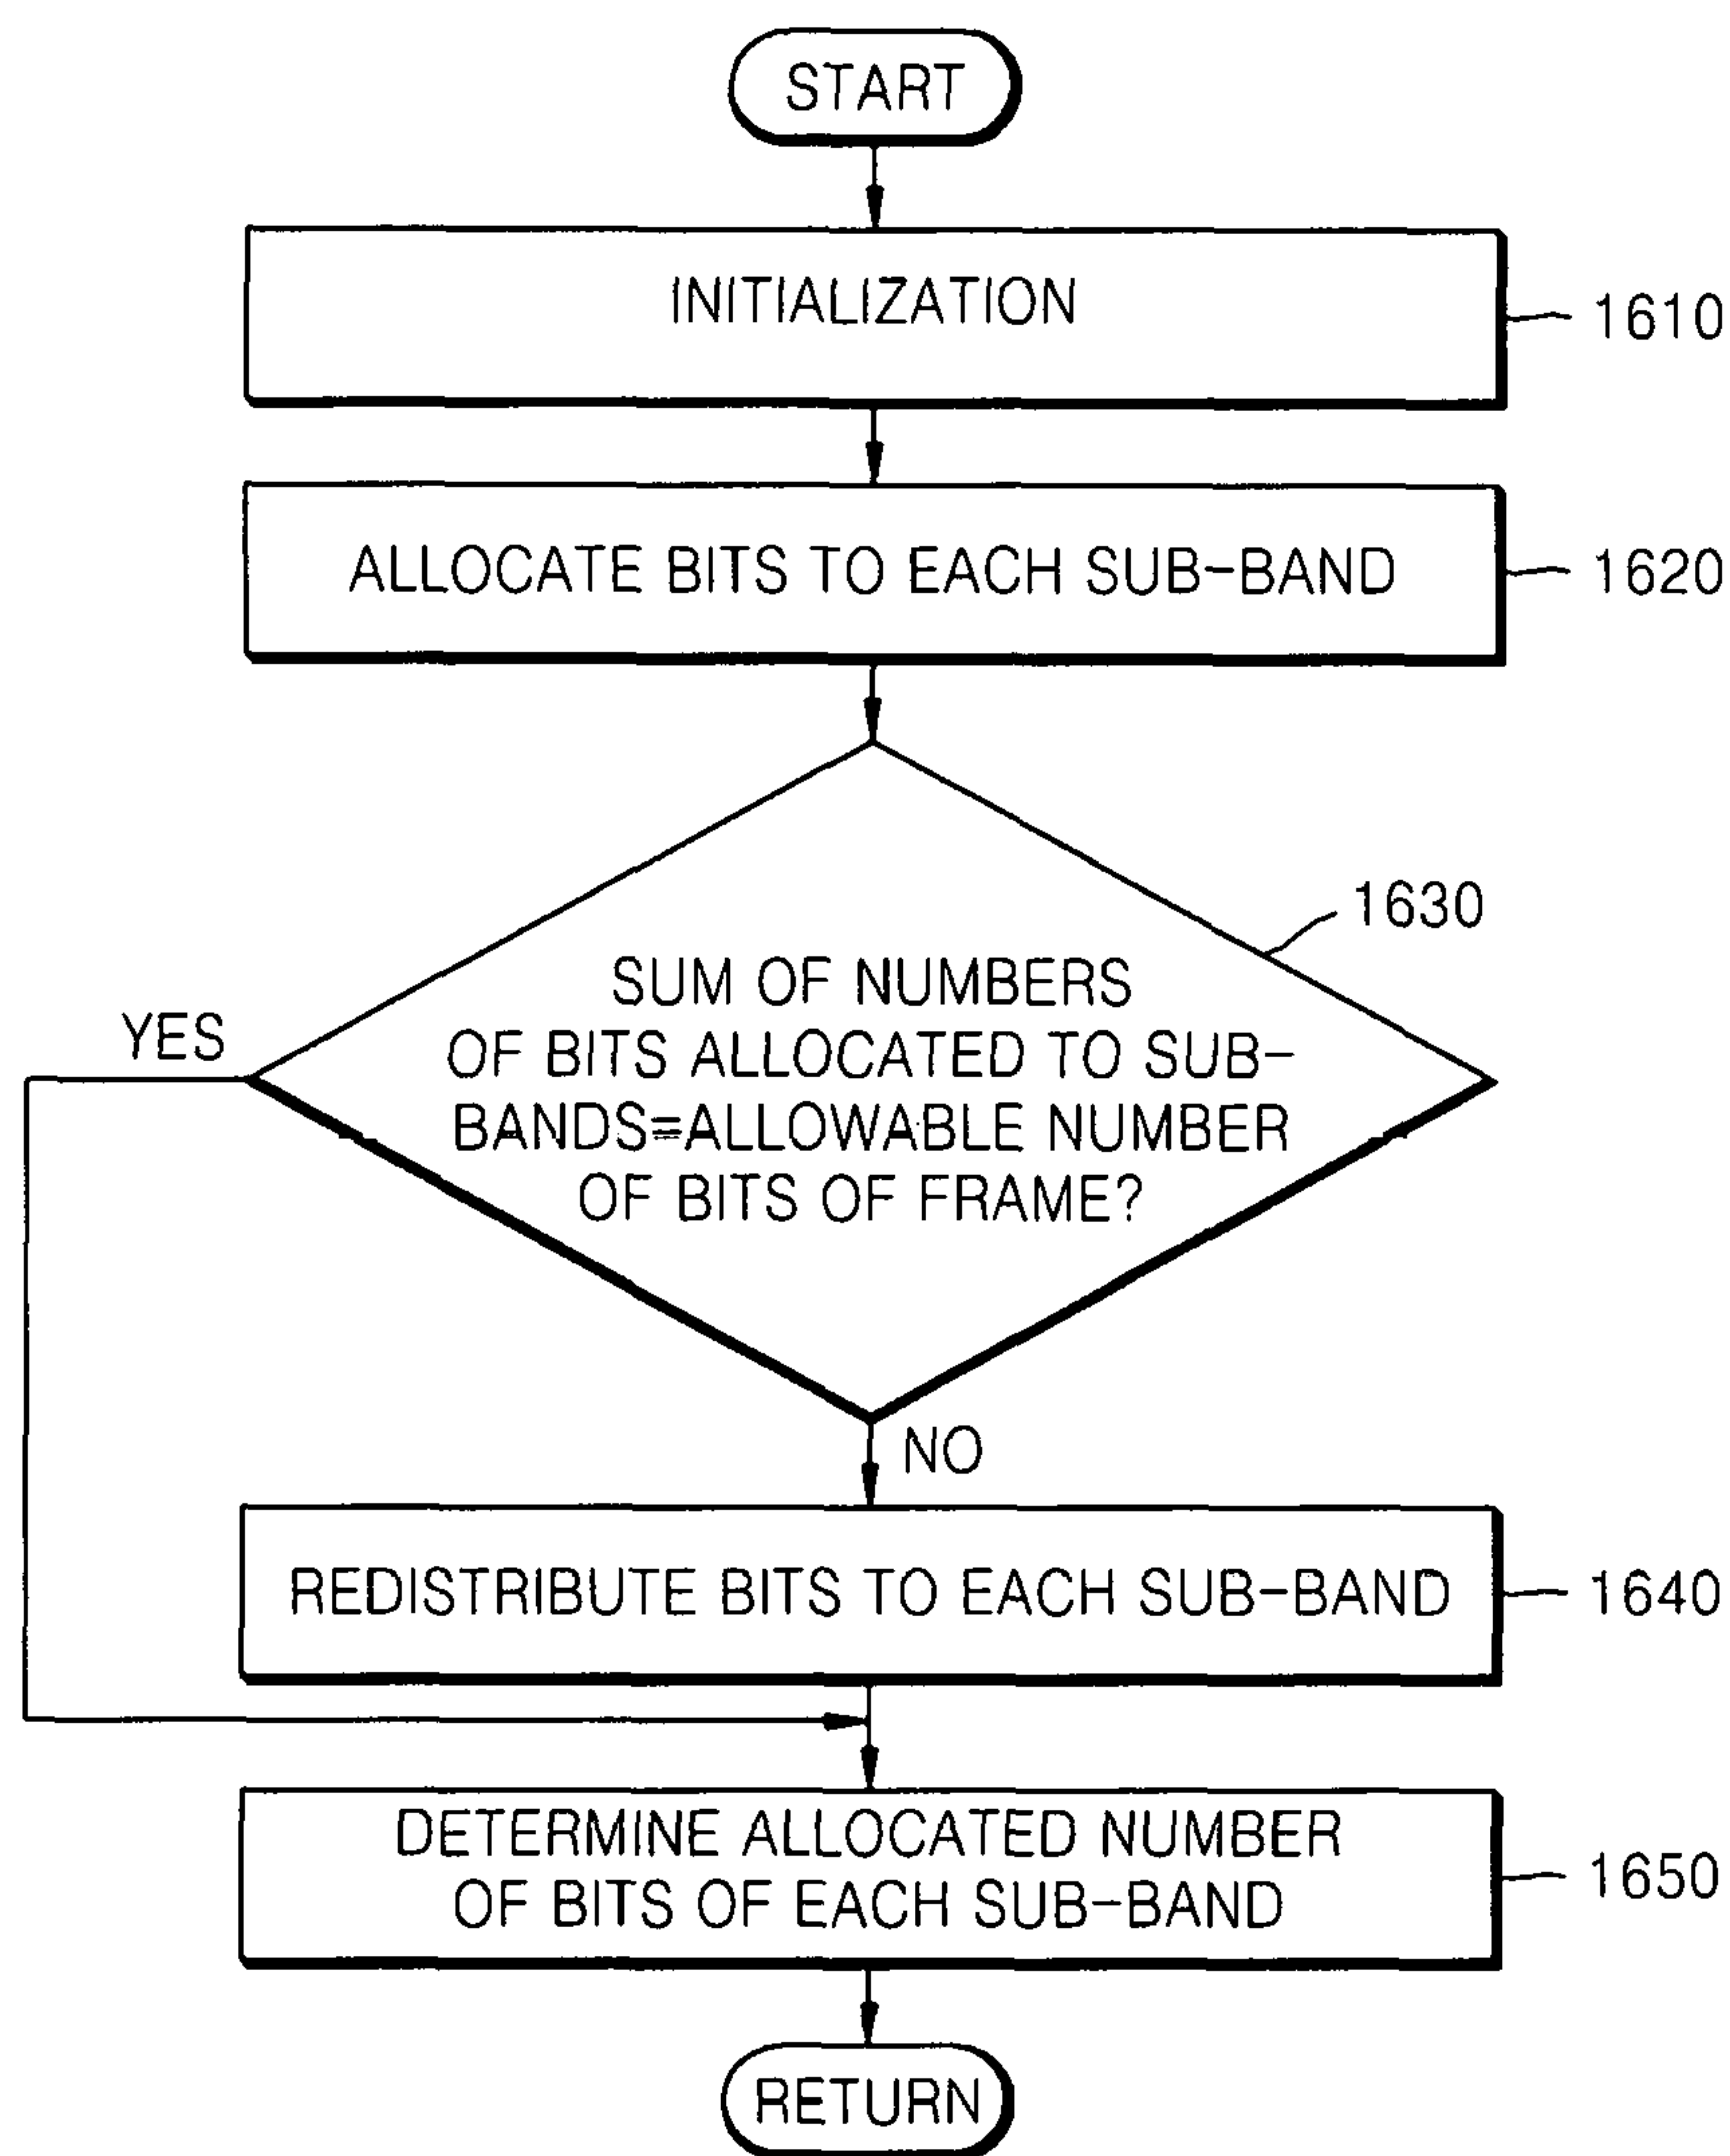 START
INITIALIZATION
1610
ALLOCATE BITS TO EACH SUB-BAND
1620
1630
SUM OF NUMBERS
OF BITS ALLOCATED TO SUB-
BANDS=ALLOWABLE NUMBER
OF BITS OF FRAME?
YES
NO
REDISTRIBUTE BITS TO EACH SUB-BAND
1640
DETERMINE ALLOCATED NUMBER
OF BITS OF EACH SUB-BAND
1650
RETURN